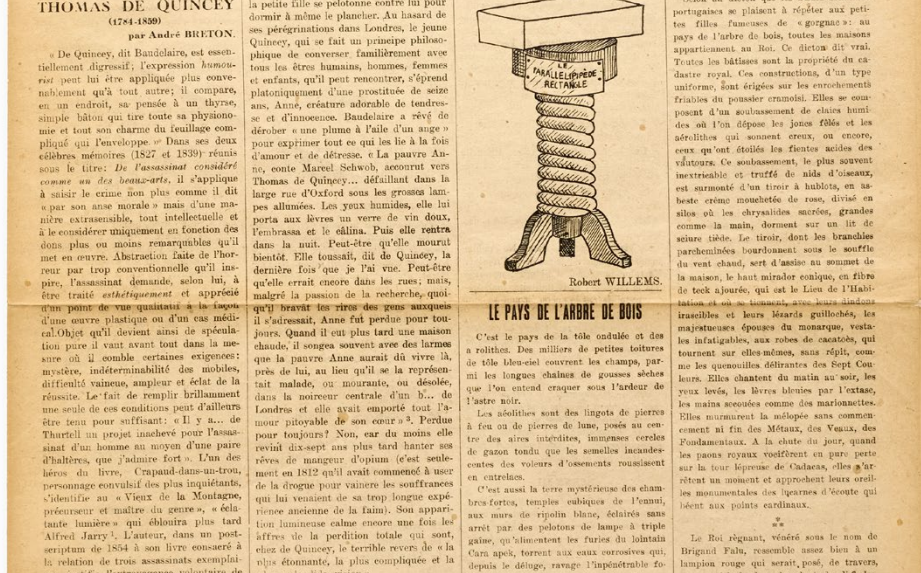 THOMAS DE QUINCEY
(1784-1859)
par André BRETON.
« De Quincey, dit Baudelaire, est essen-
tiellement digressif ; l'expression humou-
rist peut lui être appliquée plus conve-
nablement qu'à tout autre ; il compare,
en un endroit, sa pensée à un thyrse,
simple bâton qui tire toute sa physiono-
mie et tout son charme du feuillage com-
pliqué qui l'enveloppe. » Dans ses deux
célèbres mémoires (1827 et 1839) réunis
sous le titre : De l'assassinat considéré
comme un des beaux-arts, il s'applique
à saisir le crime non plus comme il dit
« par son anse morale » mais d'une ma-
nière extrasensible, tout intellectuelle et
à le considérer uniquement en fonction des
dons plus ou moins remarquables qu'il
met en œuvre. Abstraction faite de l'hor-
reur par trop conventionnelle qu'il ins-
pire, l'assassinat demande, selon lui, à
être traité esthétiquement et apprécié
d'un point de vue qualitatif à la façon
d'une œuvre plastique ou d'un cas médi-
cal.Objet qu'il devient ainsi de spécula-
tion pure il vaut avant tout dans la me-
sure où il comble certaines exigences :
mystère, indéterminabilité des mobiles,
difficulté vaincue, ampleur et éclat de la
réussite. Le fait de remplir brillamment
une seule de ces conditions peut d'ailleurs
être tenu pour suffisant : « Il y a... de
Thurtell un projet inachevé pour l'assas-
sinat d'un homme au moyen d'une paire
d'haltères, que j'admire fort ». L'un des
héros du livre, Crapaud-dans-un-trou,
personnage convulsif des plus inquiétants,
s'identifie au « Vieux de la Montagne,
précurseur et maître du genre », « écla-
tante lumière » qui éblouira plus tard
Alfred Jarry 1. L'auteur, dans un post-
scriptum de 1854 à son livre consacré à
la relation de trois assassinats exemplai-
la petite fille se pelotonne contre lui pour
dormir à même le plancher. Au hasard de
ses pérégrinations dans Londres, le jeune
Quincey, qui se fait un principe philoso-
phique de converser familièrement avec
tous les êtres humains, hommes, femmes
et enfants, qu'il peut rencontrer, s'éprend
platoniquement d'une prostituée de seize
ans, Anne, créature adorable de tendres-
se et d'innocence. Baudelaire a rêvé de
dérober « une plume à l'aile d'un ange »
pour exprimer tout ce qui les lie à la fois
d'amour et de détresse. « La pauvre An-
ne, conte Marcel Schwob, accourut vers
Thomas de Quincey... défaillant dans la
large rue d'Oxford sous les grosses lam-
pes allumées. Les yeux humides, elle lui
porta aux lèvres un verre de vin doux,
l'embrassa et le câlina. Puis elle rentra
dans la nuit. Peut-être qu'elle mourut
bientôt. Elle toussait, dit de Quincey, la
dernière fois que je l'ai vue. Peut-être
qu'elle errait encore dans les rues ; mais,
malgré la passion de la recherche, quoi-
qu'il bravât les rires des gens auxquels
il s'adressait, Anne fut perdue pour tou-
jours. Quand il eut plus tard une maison
chaude, il songea souvent avec des larmes
que la pauvre Anne aurait dû vivre là,
près de lui, au lieu qu'il se la représen-
tait malade, ou mourante, ou désolée,
dans la noirceur centrale d'un b... de
Londres et elle avait emporté tout l'a-
mour pitoyable de son cœur » 2. Perdue
pour toujours ? Non, car du moins elle
revint dix-sept ans plus tard hanter ses
rêves de mangeur d'opium (c'est seule-
ment en 1812 qu'il avait commencé à user
de la drogue pour vaincre les souffrances
qui lui venaient de sa trop longue expé-
rience ancienne de la faim). Son appari-
tion lumineuse calme encore une fois les
affres de la perdition totale qui sont,
chez de Quincey, le terrible revers de « la
plus étonnante, la plus compliquée et la
LE
PARALLELEPIPEDE
RECTANGLE
Robert WILLEMS.
LE PAYS DE L'ARBRE DE BOIS
C'est le pays de la tôle ondulée et des
a rolithes. Des milliers de petites toitures
de tôle bleu-ciel couvrent les champs, par-
mi les longues chaînes de gousses sèches
que l'on entend craquer sous l'ardeur de
l'astre noir.
Les aéolithes sont des lingots de pierres
à feu ou de pierres de lune, posés au cen-
tre des aires interdites, immenses cercles
de gazon tondu que les semelles incandes-
centes des voleurs d'ossements roussissent
en entrelacs.
C'est aussi la terre mystérieuse des cham-
bres fortes, temples cubiques de l'ennui,
aux murs de ripolin blanc, éclairés sans
arrêt par des pelotons de lampe à triple
gaine, qu'alimentent les furies du lointain
Cara apek, torrent aux eaux corrosives qui,
depuis le déluge, ravage l'impénétrable fo-
portugaises se plaisent à répéter aux peti-
tes filles fumeuses de « gorgnac » : au
pays de l'arbre de bois, toutes les maisons
appartiennent au Roi. Ce dicton dit vrai.
Toutes les bâtisses sont la propriété du ca-
dastre royal. Ces constructions, d'un type
uniforme, sont érigées sur les enrochements
friables du poussier cramoisi. Elles se com-
posent d'un soubassement de claies humi-
des où l'on dépose les joncs fêlés et les
aérolithes qui sonnent creux, ou encore,
ceux qu'ont étoilés les fientes acides des
vautours. Ce soubassement, le plus souvent
inextricable et truffé de nids d'oiseaux,
est surmonté d'un tiroir à hublots, en as-
beste crème mouchetée de rose, divisé en
silos où les chrysalides sacrées, grandes
comme la main, dorment sur un lit de
sciure tiède. Le tiroir, dont les branchies
parcheminées bourdonnent sous le souffle
du vent chaud, sert d'assise au sommet de
la maison, le haut mirador conique, en fibre
de teck ajourée, qui est le Lieu de l'Habi-
tation et où se tiennent, avec leurs dindons
irascibles et leurs lézards guillochés, les
majestueuses épouses du monarque, vesta-
les infatigables, aux robes de cacatoès, qui
tournent sur elles-mêmes, sans répit, com-
me les quenouilles délirantes des Sept Cou-
leurs. Elles chantent du matin au soir, les
yeux levés, les lèvres bleuies par l'extase,
les mains secouées comme des marionnettes.
Elles murmurent la mélopée sans commen-
cement ni fin des Métaux, des Veaux, des
Fondamentaux. A la chute du jour, quand
les paons royaux vocifèrent en pure perte
sur la tour lépreuse de Cadacas, elles s'ar-
rêtent un moment et approchent leurs oreil-
les monumentales des lucarnes d'écoute qui
béent aux points cardinaux.
***
Le Roi régnant, vénéré sous le nom de
Brigand Falu, ressemble assez bien à un
lampion rouge qui serait, posé, de travers,